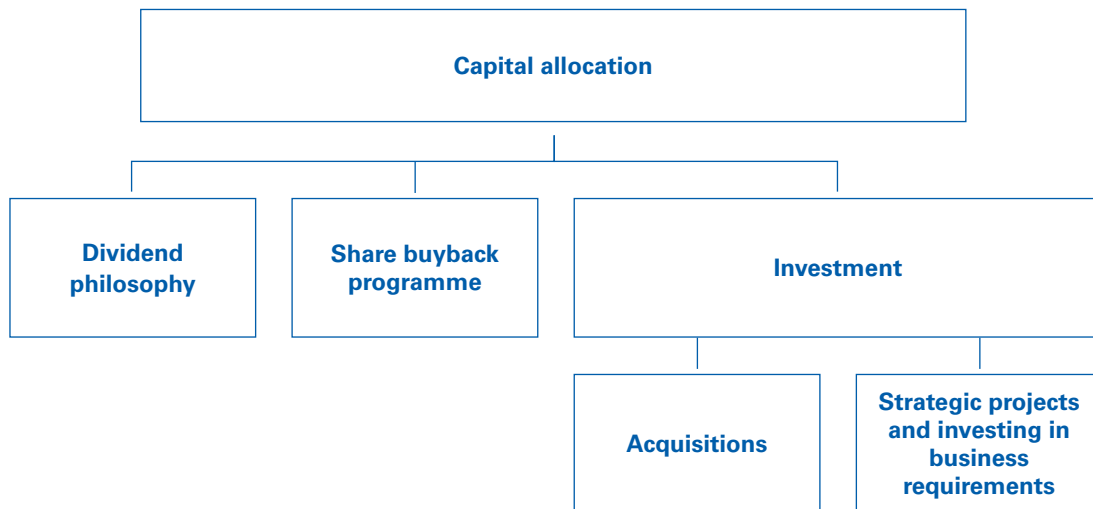 Capital allocation
Dividend
philosophy
Share buyback
programme
Investment
Acquisitions
Strategic projects
and investing in
business
requirements